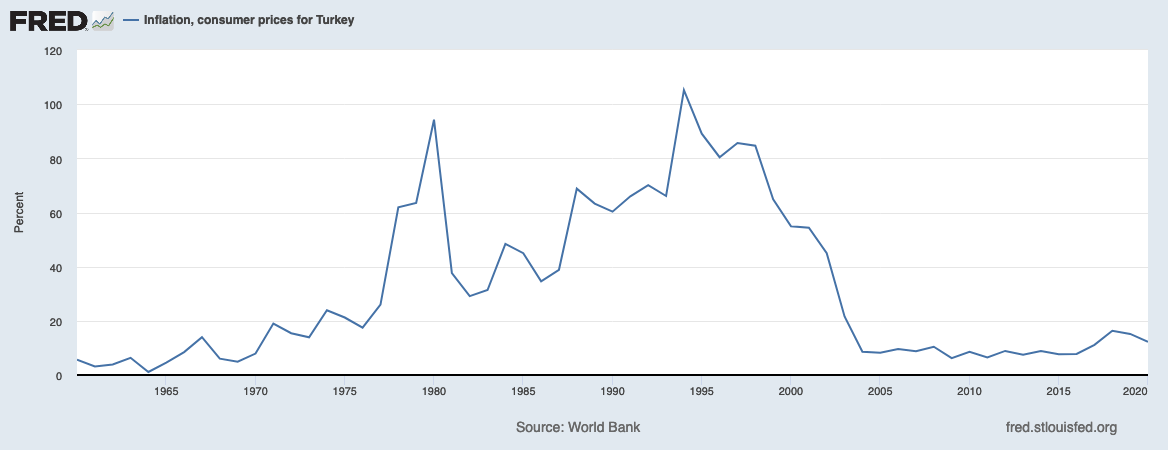 FRED Inflation, consumer prices for Turkey
120
100
80
60
40
20
0
Percent
1965 1970 1975 1980 1985 1990 1995 2000 2005 2010 2015 2020
Source: World Bank
fred.stlouisfed.org